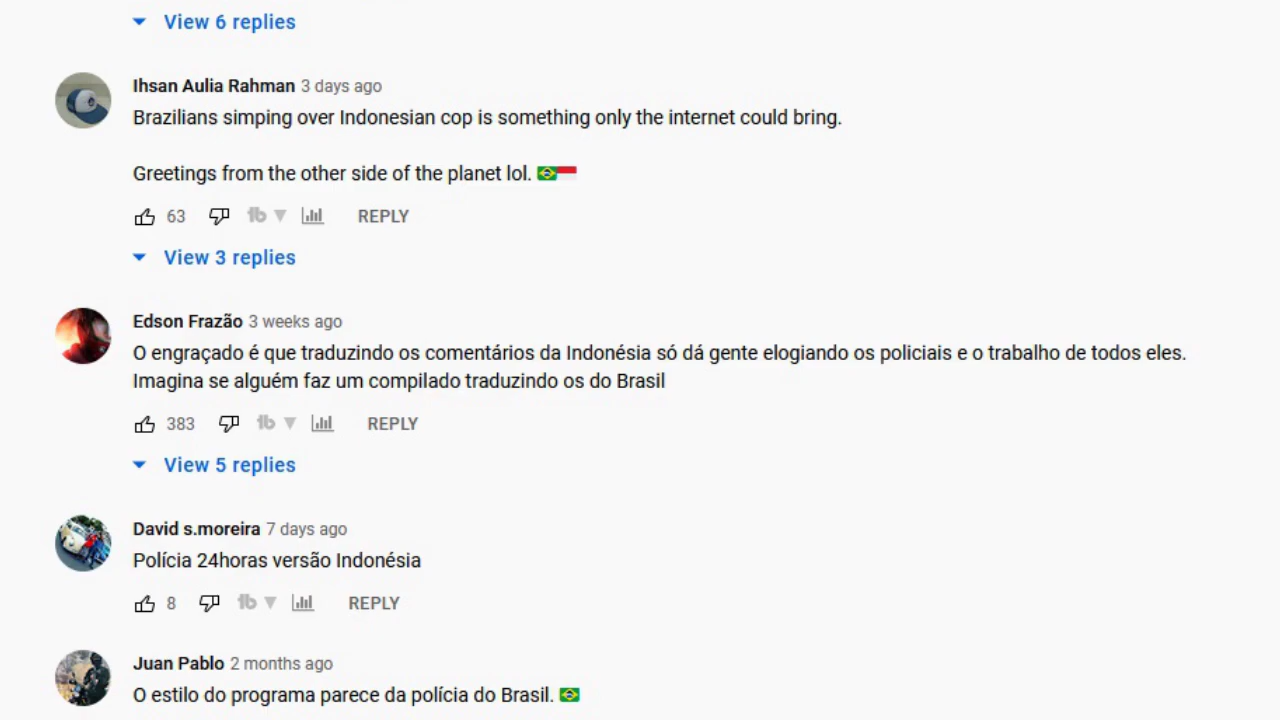 View 6 replies
Ihsan Aulia Rahman 3 days ago
Brazilians simping over Indonesian cop is something only the internet could bring.
Greetings from the other side of the planet lol. 🇧🇷🇮🇩
63 REPLY
View 3 replies
Edson Frazão 3 weeks ago
O engraçado é que traduzindo os comentários da Indonésia só dá gente elogiando os policiais e o trabalho de todos eles.
Imagina se alguém faz um compilado traduzindo os do Brasil
383 REPLY
View 5 replies
David s.moreira 7 days ago
Polícia 24horas versão Indonésia
8 REPLY
Juan Pablo 2 months ago
O estilo do programa parece da polícia do Brasil. 🇧🇷